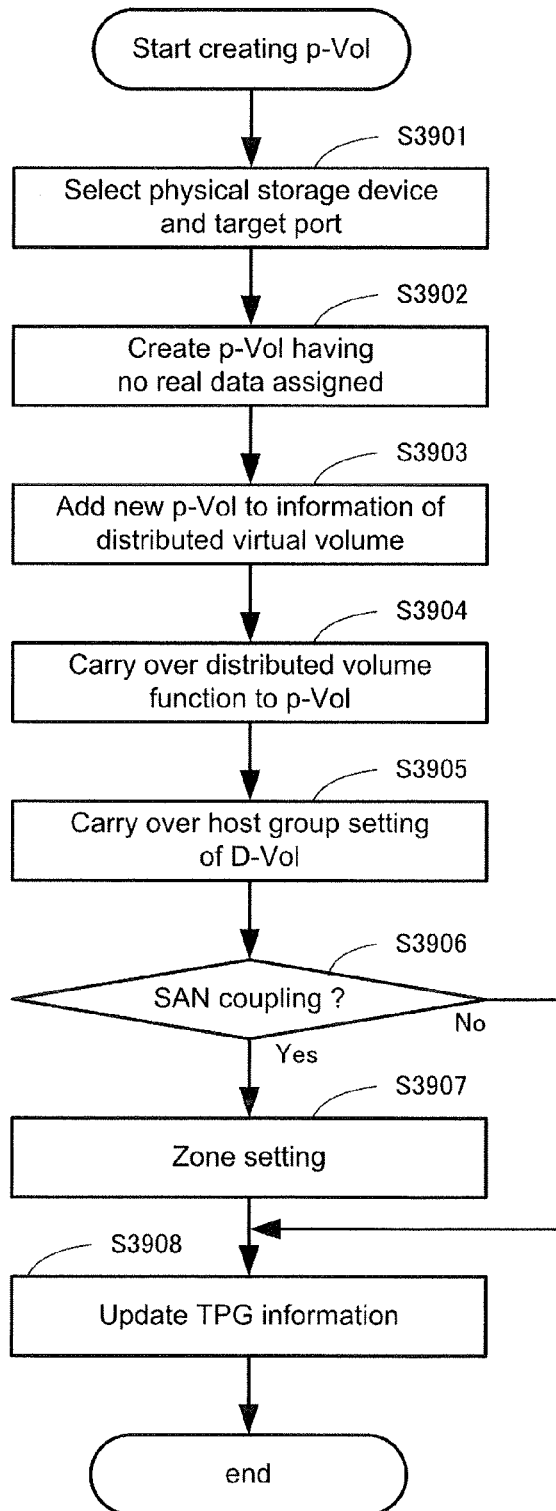 Start creating p-Vol
S3901
Select physical storage device
and target port
S3902
Create p-Vol having
no real data assigned
S3903
Add new p-Vol to information of
distributed virtual volume
S3904
Carry over distributed volume
function to p-Vol
S3905
Carry over host group setting
of D-Vol
S3906
SAN coupling ?
No
Yes
S3907
Zone setting
S3908
Update TPG information
end